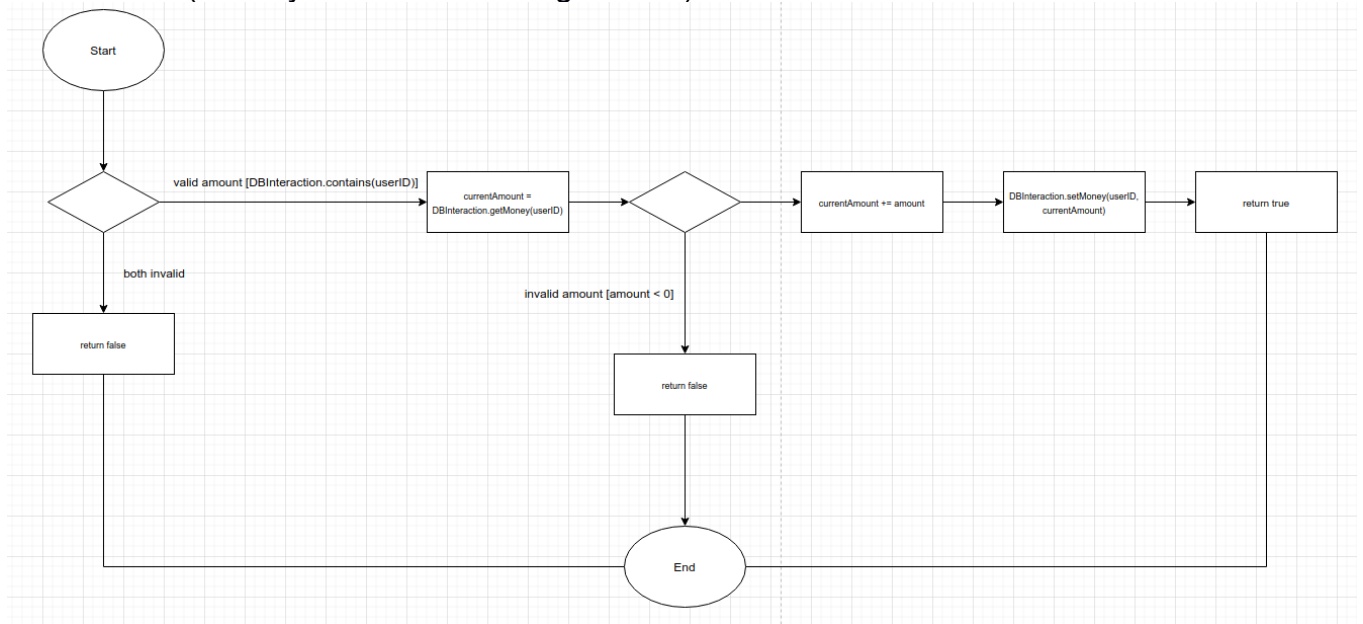 Start
valid amount [DBInteraction.contains(userID)]
currentAmount =
DBInteraction.getMoney(userID)
currentAmount += amount
DBInteraction.setMoney(userID,
currentAmount)
return true
both invalid
invalid amount [amount < 0]
return false
return false
End